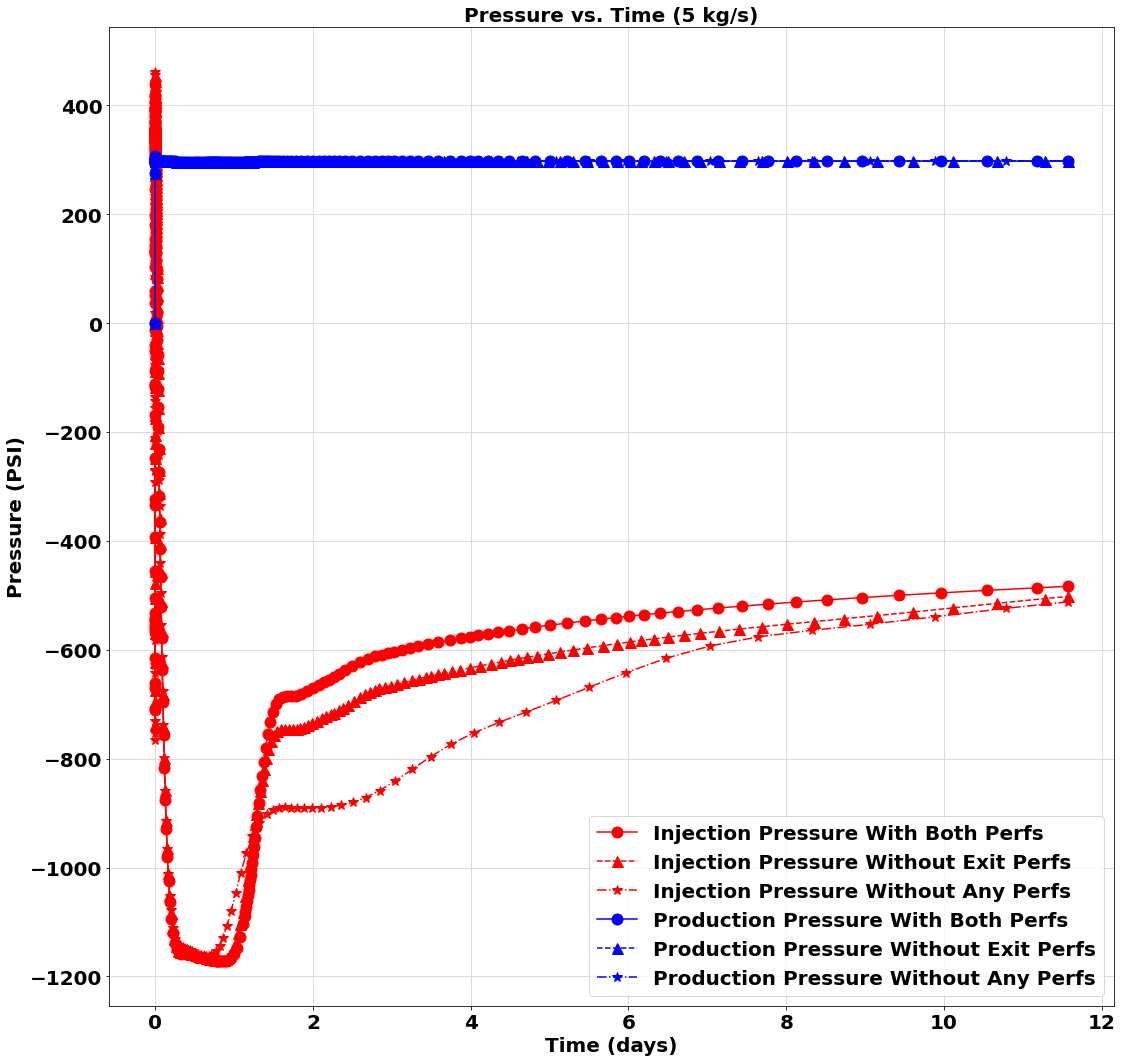 Pressure vs. Time (5 kg/s)
400
200
0
−200
−400
−600
−800
−1000
−1200
Pressure (PSI)
0 2 4 6 8 10 12
Time (days)
Injection Pressure With Both Perfs
Injection Pressure Without Exit Perfs
Injection Pressure Without Any Perfs
Production Pressure With Both Perfs
Production Pressure Without Exit Perfs
Production Pressure Without Any Perfs